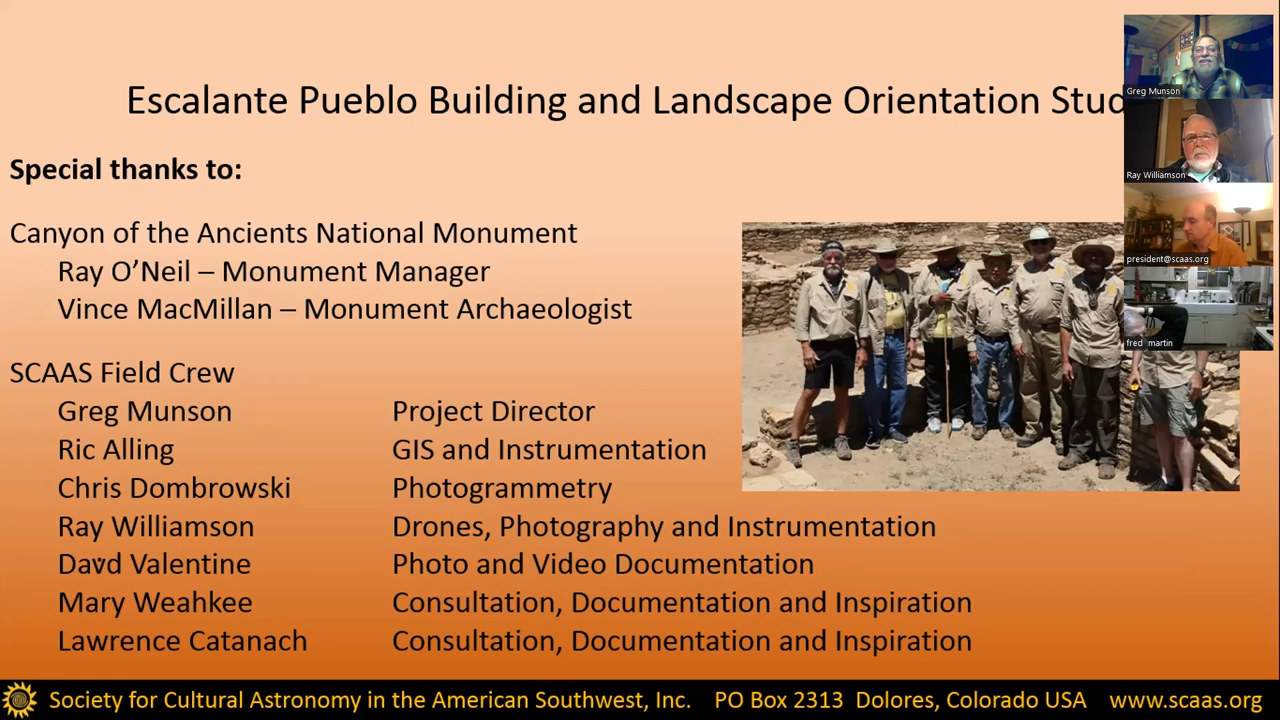 Escalante Pueblo Building and Landscape Orientation Stud
Special thanks to:
Canyon of the Ancients National Monument
Ray O’Neil – Monument Manager
Vince MacMillan – Monument Archaeologist
SCAAS Field Crew
Greg Munson Project Director
Ric Alling GIS and Instrumentation
Chris Dombrowski Photogrammetry
Ray Williamson Drones, Photography and Instrumentation
Davd Valentine Photo and Video Documentation
Mary Weahkee Consultation, Documentation and Inspiration
Lawrence Catanach Consultation, Documentation and Inspiration
Society for Cultural Astronomy in the American Southwest, Inc. PO Box 2313 Dolores, Colorado USA www.scaas.org
Greg Munson
Ray Williamson
president@scaas.org
fred martin